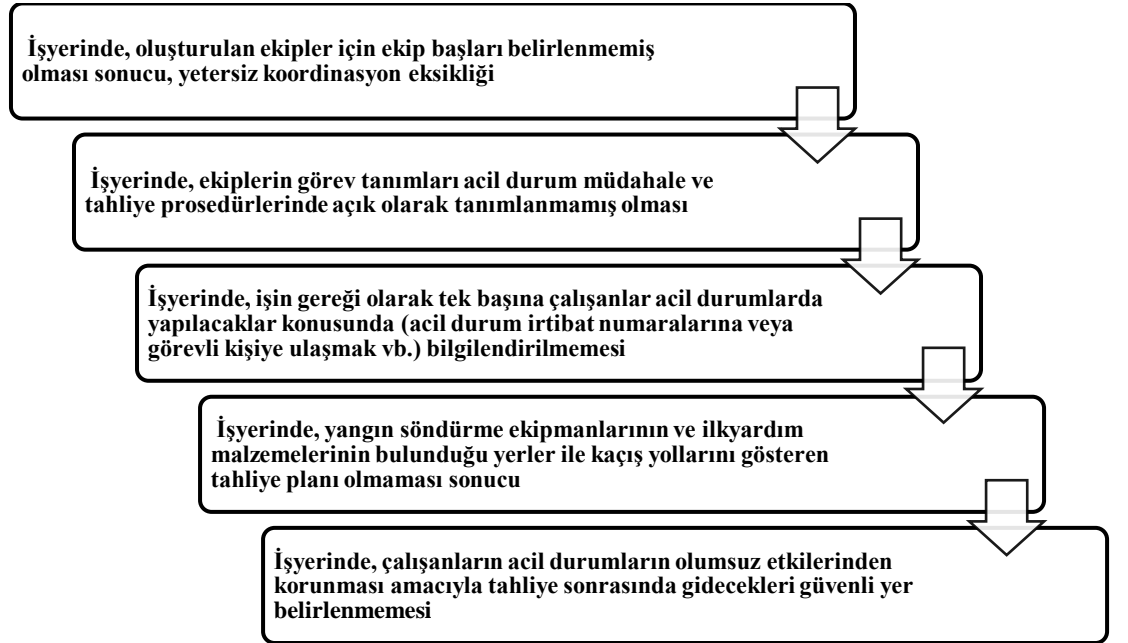 İşyerinde, oluşturulan ekipler için ekip başları belirlenmemiş
olması sonucu, yetersiz koordinasyon eksikliği
İşyerinde, ekiplerin görev tanımları acil durum müdahale ve
tahliye prosedürlerinde açık olarak tanımlanmamış olması
İşyerinde, işin gereği olarak tek başına çalışanlar acil durumlarda
yapılacaklar konusunda (acil durum irtibat numaralarına veya
görevli kişiye ulaşmak vb.) bilgilendirilmemesi
İşyerinde, yangın söndürme ekipmanlarının ve ilkyardım
malzemelerinin bulunduğu yerler ile kaçış yollarını gösteren
tahliye planı olmaması sonucu
İşyerinde, çalışanların acil durumların olumsuz etkilerinden
korunması amacıyla tahliye sonrasında gidecekleri güvenli yer
belirlenmemesi